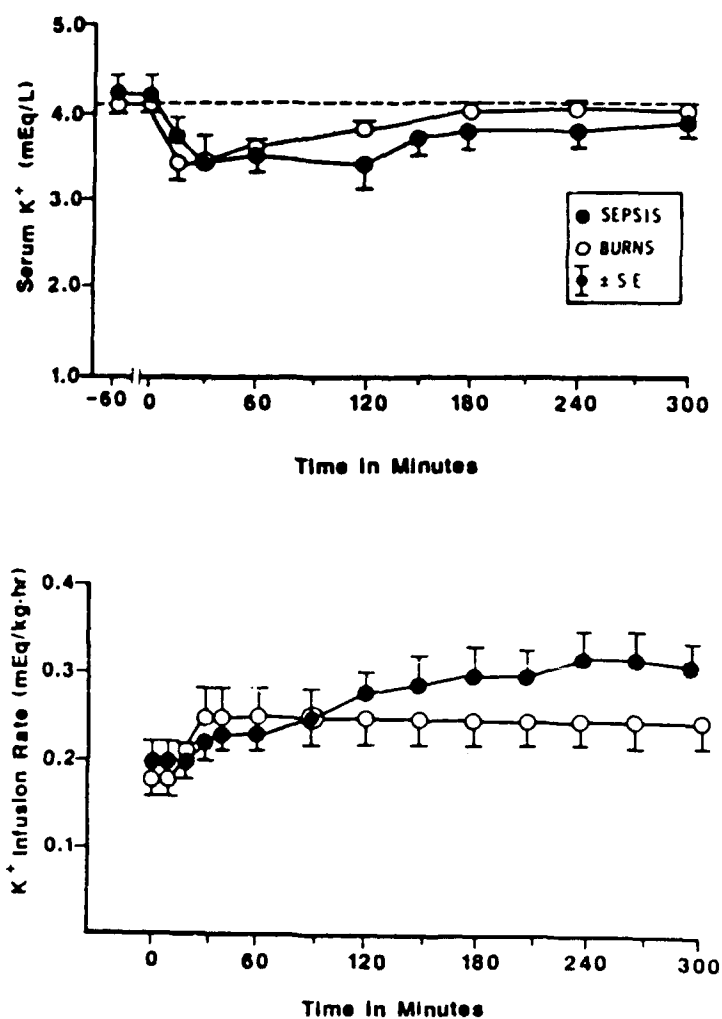 5.0
4.0
3.0
2.0
1.0
Serum K+ (mEq/L)
● SEPSIS
○ BURNS
± S E
-60 0 60 120 180 240 300
Time in Minutes
0.4
0.3
0.2
0.1
K+ Infusion Rate (mEq/kg·hr)
0 60 120 180 240 300
Time in Minutes